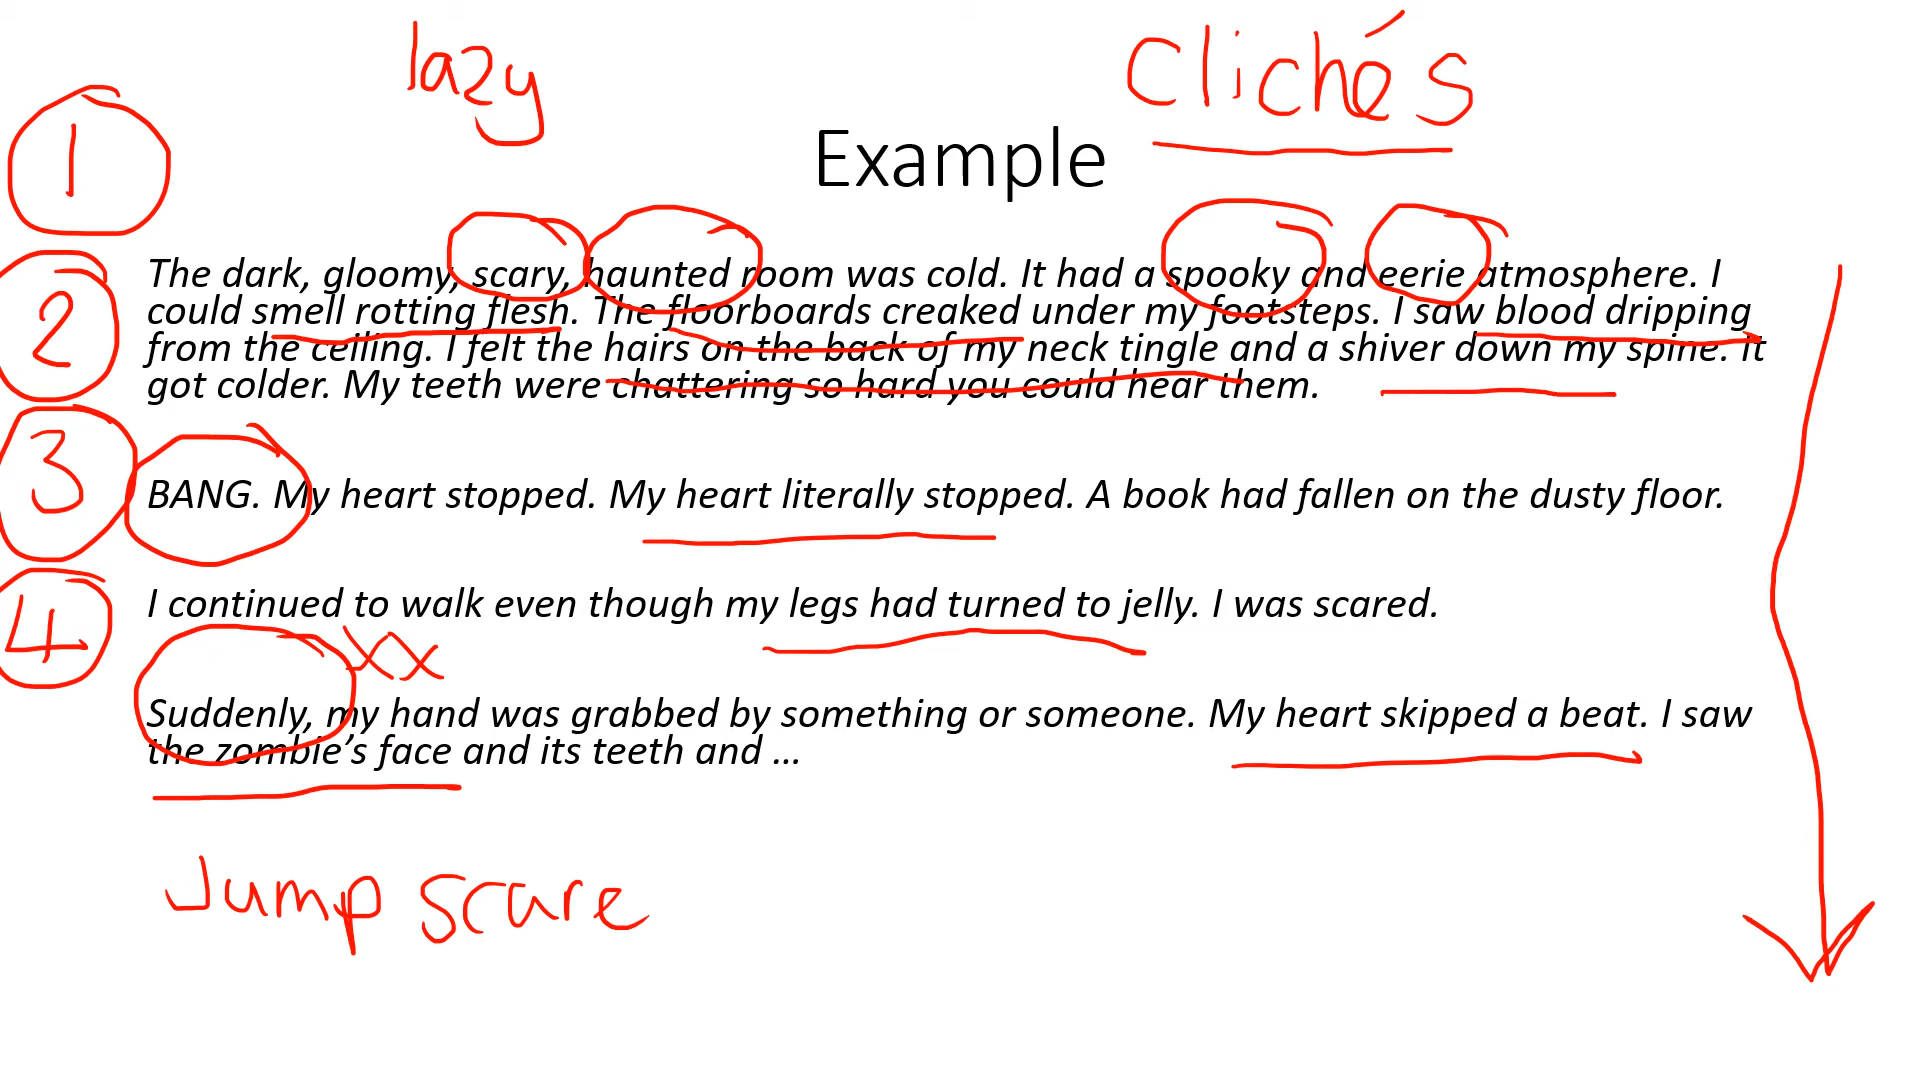 lazy
Clichés
Example
1
2
3
4
The dark, gloomy, scary, haunted room was cold. It had a spooky and eerie atmosphere. I
could smell rotting flesh. The floorboards creaked under my footsteps. I saw blood dripping
from the ceiling. I felt the hairs on the back of my neck tingle and a shiver down my spine. It
got colder. My teeth were chattering so hard you could hear them.
BANG. My heart stopped. My heart literally stopped. A book had fallen on the dusty floor.
I continued to walk even though my legs had turned to jelly. I was scared.
xx
Suddenly, my hand was grabbed by something or someone. My heart skipped a beat. I saw
the zombie’s face and its teeth and …
Jump scare